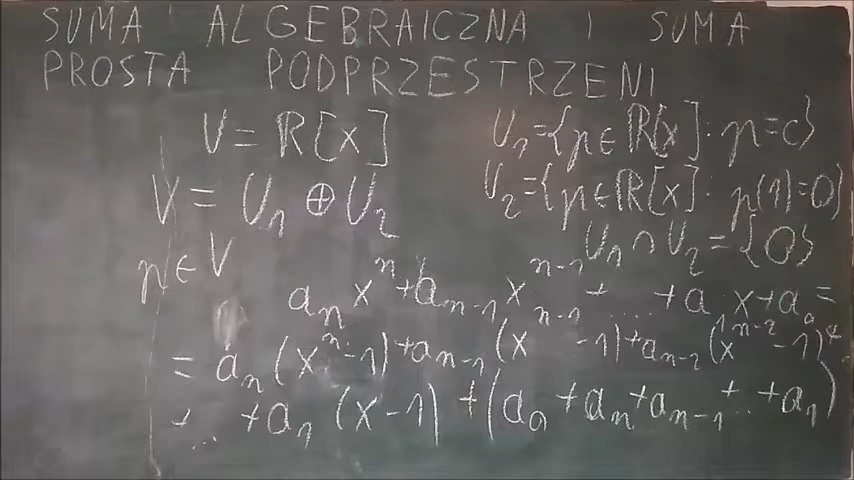 SUMA ALGEBRAICZNA I SUMA
PROSTA PODPRZESTRZENI
V = ℝ[x] U₁={p∈ℝ[x]: p=c}
V = U₁ ⊕ U₂ U₂={p∈ℝ[x]: p(1)=0}
U₁ ∩ U₂ = {0}
p ∈ V
aₙxⁿ+aₙ₋₁xⁿ⁻¹+....+a₁x+a₀=
= aₙ(xⁿ-1)+aₙ₋₁(xⁿ⁻¹-1)+aₙ₋₂(xⁿ⁻²-1)+
+... +a₁(x-1)+(a₀+aₙ+aₙ₋₁+..+a₁)